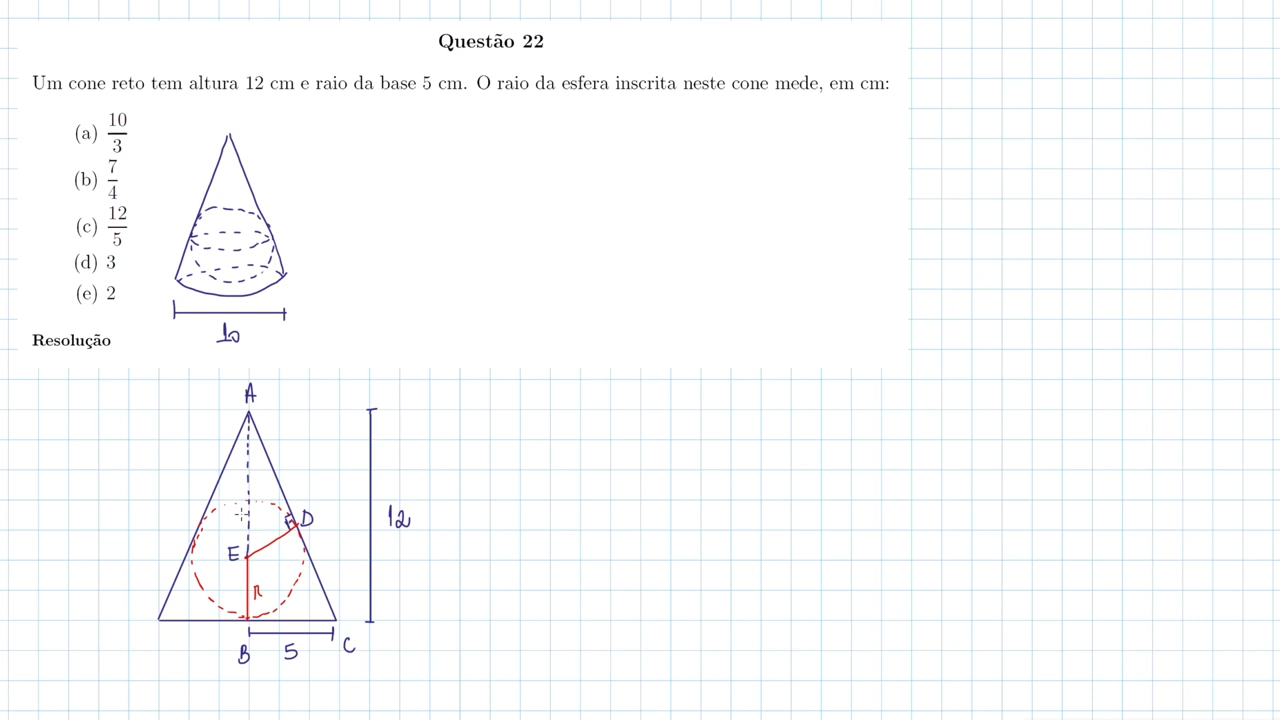 Questão 22
Um cone reto tem altura 12 cm e raio da base 5 cm. O raio da esfera inscrita neste cone mede, em cm:
(a) 10/3
(b) 7/4
(c) 12/5
(d) 3
(e) 2
10
Resolução
A
12
D
E
R
B 5 C